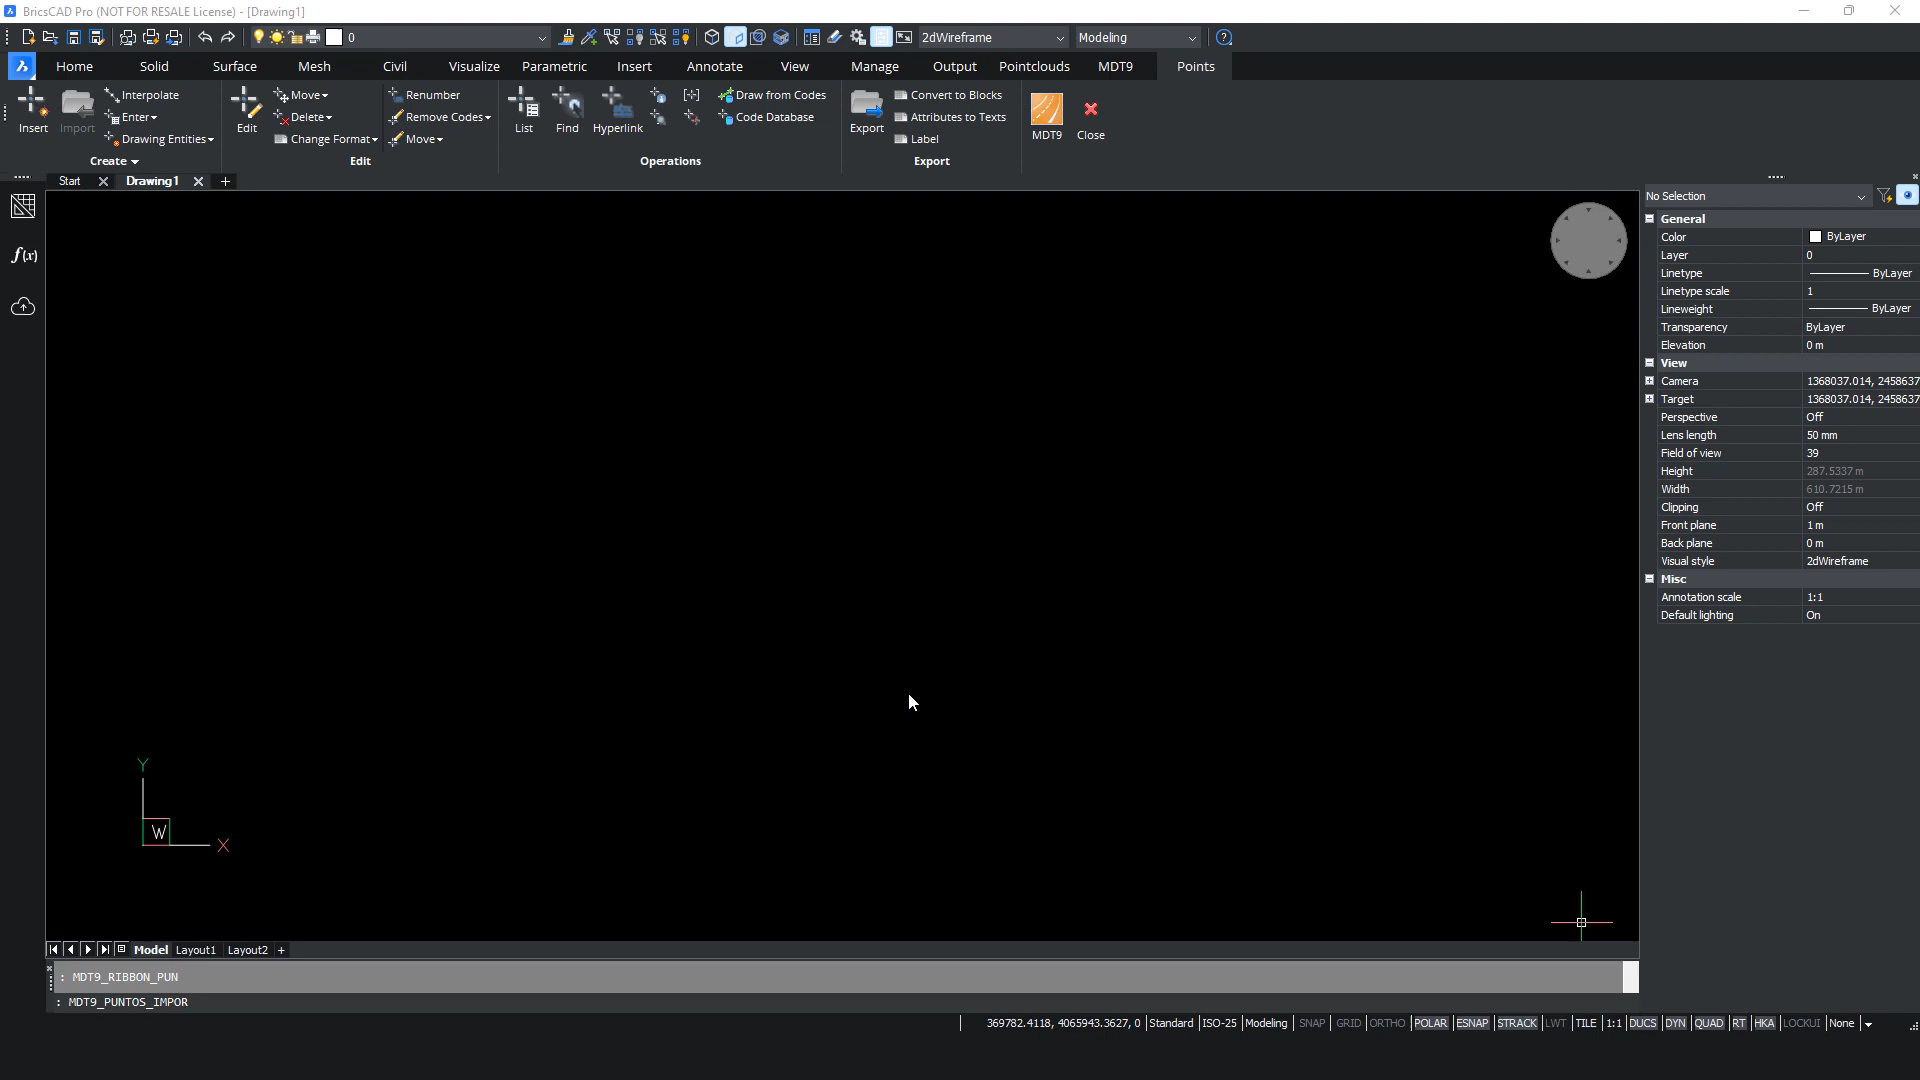 BricsCAD Pro (NOT FOR RESALE License) - [Drawing1]
0 2dWireframe Modeling
Home Solid Surface Mesh Civil Visualize Parametric Insert Annotate View Manage Output Pointclouds MDT9 Points
Interpolate Move Renumber [·] Draw from Codes Convert to Blocks
Enter Delete Remove Codes Code Database Attributes to Texts
Insert Import Edit List Find Hyperlink Export MDT9 Close
Drawing Entities Change Format Move Label
Create Edit Operations Export
Start Drawing1 +
No Selection
General
Color ByLayer
Layer 0
f(x)
Linetype ByLayer
Linetype scale 1
Lineweight ByLayer
Transparency ByLayer
Elevation 0 m
View
Camera 1368037.014, 2458637
Target 1368037.014, 2458637
Perspective Off
Lens length 50 mm
Field of view 39
Height 287.5337 m
Width 610.7215 m
Clipping Off
Front plane 1 m
Back plane 0 m
Visual style 2dWireframe
Misc
Annotation scale 1:1
Default lighting On
Y
W
X
Model Layout1 Layout2 +
: MDT9_RIBBON_PUN
: MDT9_PUNTOS_IMPOR
369782.4118, 4065943.3627, 0 Standard ISO-25 Modeling SNAP GRID ORTHO POLAR ESNAP STRACK LWT TILE 1:1 DUCS DYN QUAD RT HKA LOCKUI None